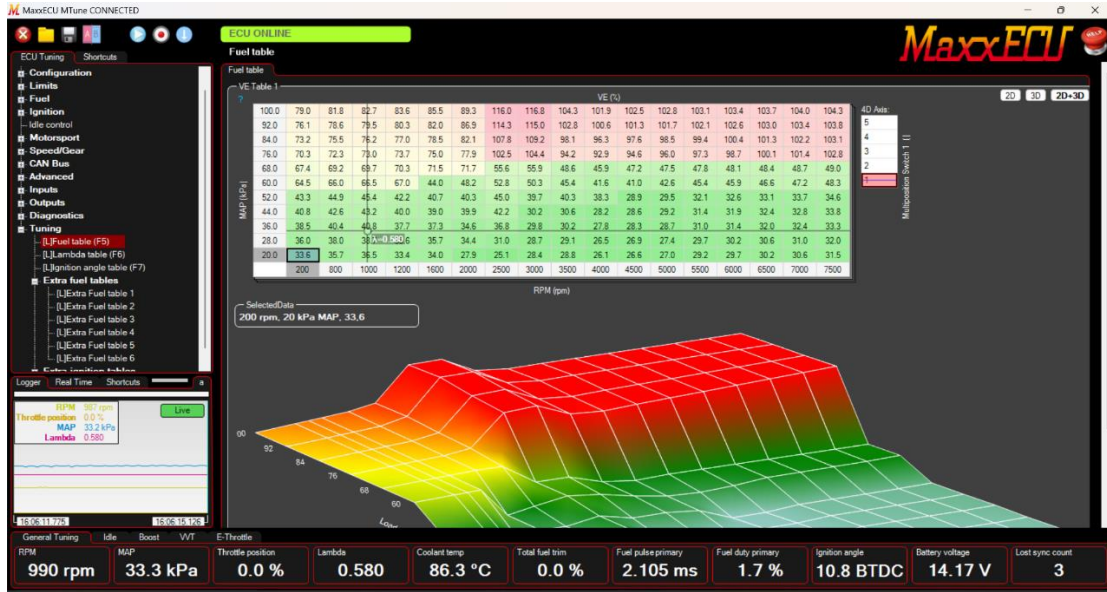 MaxxECU MTune CONNECTED
ECU ONLINE
MaxxECU
HELP
ECU Tuning Shortcuts
Fuel table
Configuration
Limits
Fuel
Ignition
Idle control
Motorsport
Speed/Gear
CAN Bus
Advanced
Inputs
Outputs
Diagnostics
Tuning
[L]Fuel table (F5)
[L]Lambda table (F6)
[L]Ignition angle table (F7)
Extra fuel tables
[L]Extra Fuel table 1
[L]Extra Fuel table 2
[L]Extra Fuel table 3
[L]Extra Fuel table 4
[L]Extra Fuel table 5
[L]Extra Fuel table 6
Extra ignition tables
Fuel table
VE Table 1
?
VE (%)
2D 3D 2D+3D
100.0 79.0 81.8 82.7 83.6 85.5 89.3 116.0 116.8 104.3 101.9 102.5 102.8 103.1 103.4 103.7 104.0 104.3
92.0 76.1 78.6 79.5 80.3 82.0 86.9 114.3 115.0 102.8 100.6 101.3 101.7 102.1 102.6 103.0 103.4 103.8
84.0 73.2 75.5 76.2 77.0 78.5 82.1 107.8 109.2 98.1 96.3 97.6 98.5 99.4 100.4 101.3 102.2 103.1
76.0 70.3 72.3 73.0 73.7 75.0 77.9 102.5 104.4 94.2 92.9 94.6 96.0 97.3 98.7 100.1 101.4 102.8
68.0 67.4 69.2 69.7 70.3 71.5 71.7 55.6 55.9 48.6 45.9 47.2 47.5 47.8 48.1 48.4 48.7 49.0
60.0 64.5 66.0 66.5 67.0 44.0 48.2 52.8 50.3 45.4 41.6 41.0 42.6 45.4 45.9 46.6 47.2 48.3
52.0 43.3 44.9 45.4 42.2 40.7 40.3 45.0 39.7 40.3 38.3 28.9 29.5 32.1 32.6 33.1 33.7 34.6
44.0 40.8 42.6 43.2 40.0 39.0 39.9 42.2 30.2 30.6 28.2 28.6 29.2 31.4 31.9 32.4 32.8 33.8
36.0 38.5 40.4 40.8 37.7 37.3 34.6 36.8 29.8 30.2 27.8 28.3 28.7 31.0 31.4 32.0 32.4 33.3
28.0 36.0 38.0 λ=0.580 35.7 34.4 31.0 28.7 29.1 26.5 26.9 27.4 29.7 30.2 30.6 31.0 32.0
20.0 33.6 35.7 36.5 33.4 34.0 27.9 25.1 28.4 28.8 26.1 26.6 27.0 29.2 29.7 30.2 30.6 31.5
200 800 1000 1200 1600 2000 2500 3000 3500 4000 4500 5000 5500 6000 6500 7000 7500
MAP [kPa]
RPM (rpm)
4D Axis:
5
4
3
2
1
Multiposition Switch 1 []
SelectedData
200 rpm, 20 kPa MAP, 33,6
00
92
84
76
68
60
Logger Real Time Shortcuts a
RPM 987 rpm
Throttle position 0.0 %
MAP 33.2 kPa
Lambda 0.580
Live
16:06:11.775 16:06:15.126
General Tuning Idle Boost VVT E-Throttle
RPM MAP Throttle position Lambda Coolant temp Total fuel trim Fuel pulse primary Fuel duty primary Ignition angle Battery voltage Lost sync count
990 rpm 33.3 kPa 0.0 % 0.580 86.3 °C 0.0 % 2.105 ms 1.7 % 10.8 BTDC 14.17 V 3